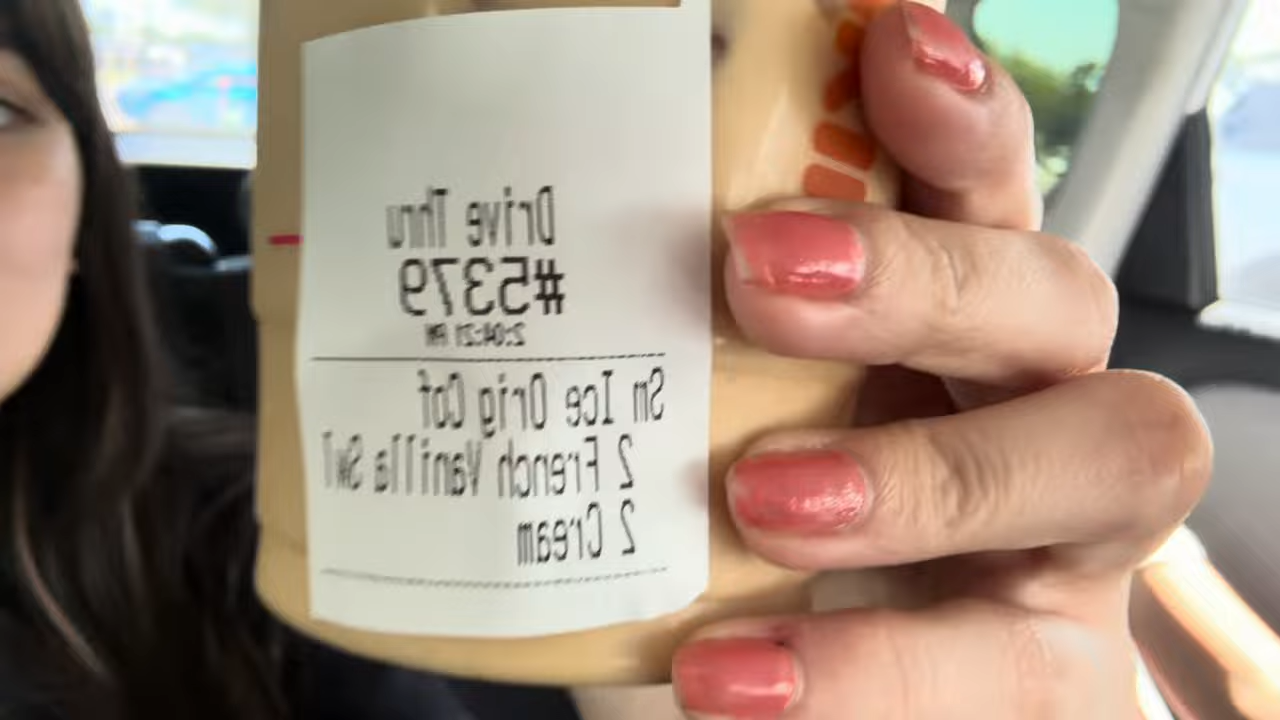 Drive Thru
#5379
2:04:21 PM
Sm Ice Orig Cof
2 French Vanilla Swl
2 Cream